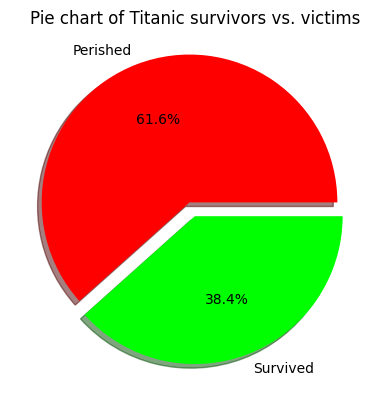 Pie chart of Titanic survivors vs. victims
Perished
61.6%
38.4%
Survived